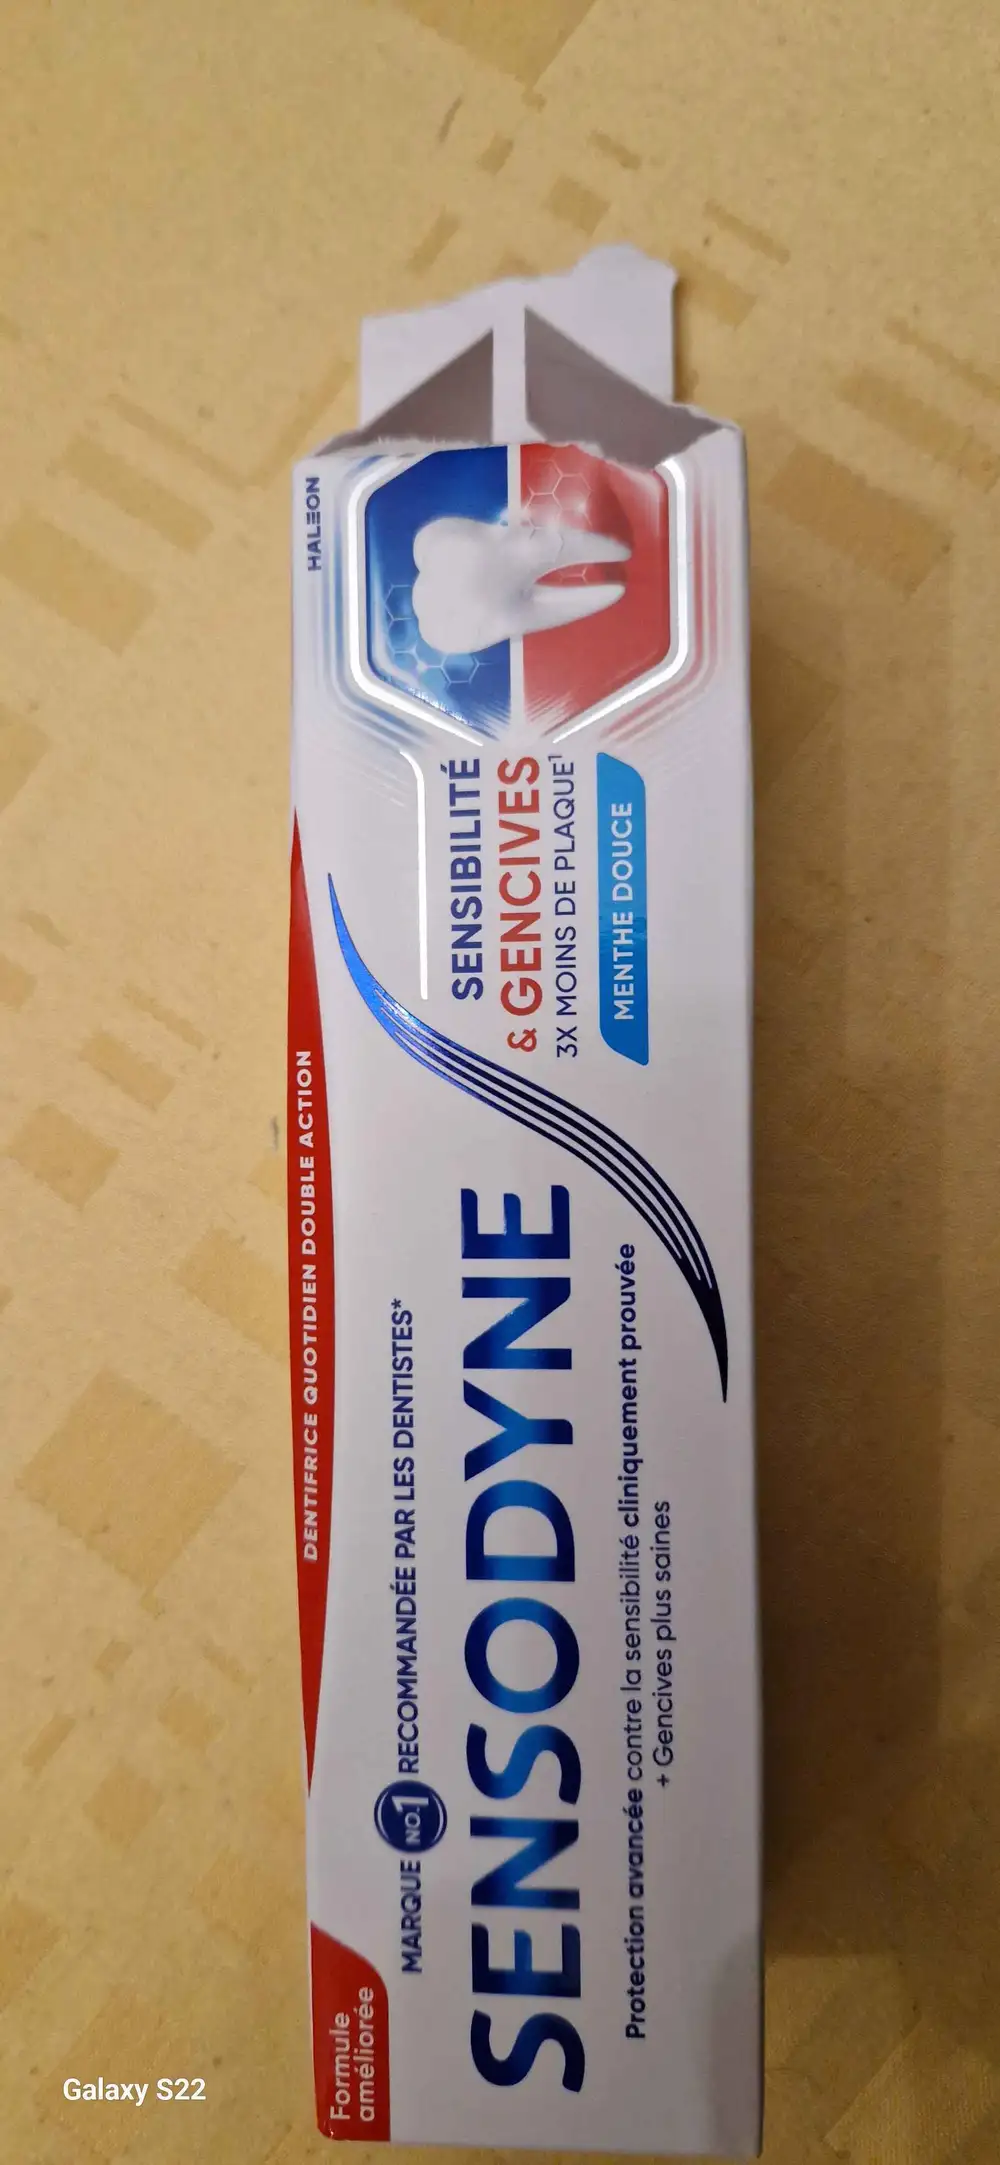 Formule
améliorée
DENTIFRICE QUOTIDIEN DOUBLE ACTION
HALEON
MARQUE NO.1 RECOMMANDÉE PAR LES DENTISTES*
SENSODYNE
Protection avancée contre la sensibilité cliniquement prouvée
+ Gencives plus saines
SENSIBILITÉ
& GENCIVES
3X MOINS DE PLAQUE¹
MENTHE DOUCE
Galaxy S22